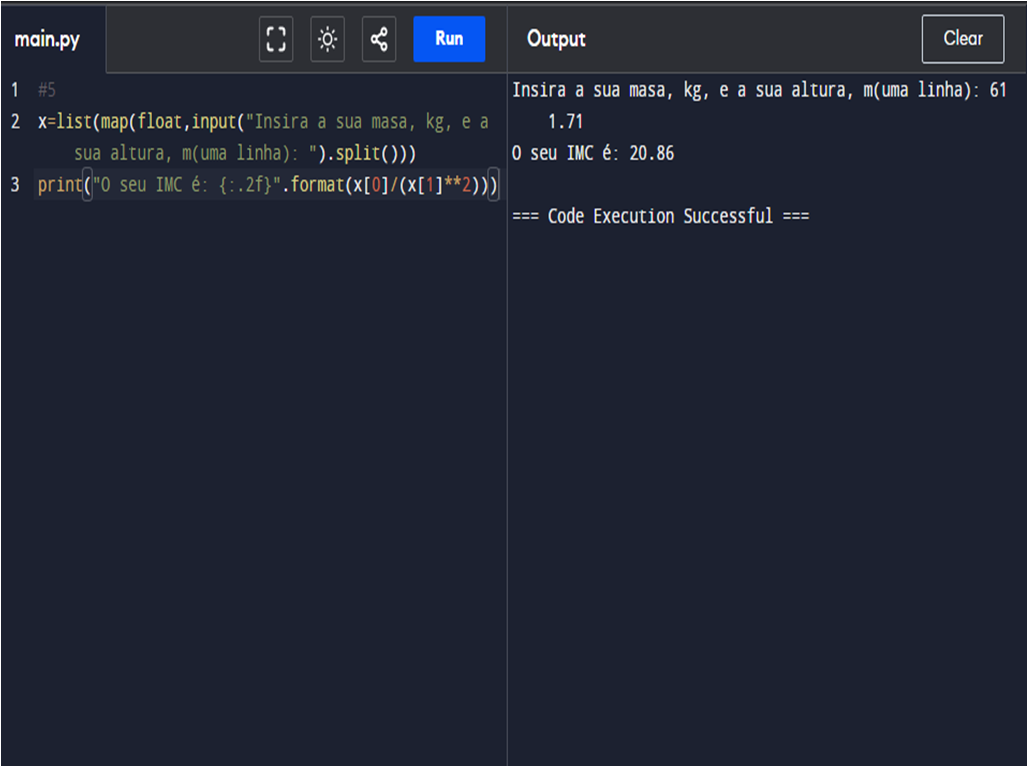 main.py
Run
1 #5
2 x=list(map(float,input("Insira a sua masa, kg, e a
sua altura, m(uma linha): ").split()))
3 print("O seu IMC é: {:.2f}".format(x[0]/(x[1]**2)))
Output
Clear
Insira a sua masa, kg, e a sua altura, m(uma linha): 61
1.71
O seu IMC é: 20.86
=== Code Execution Successful ===